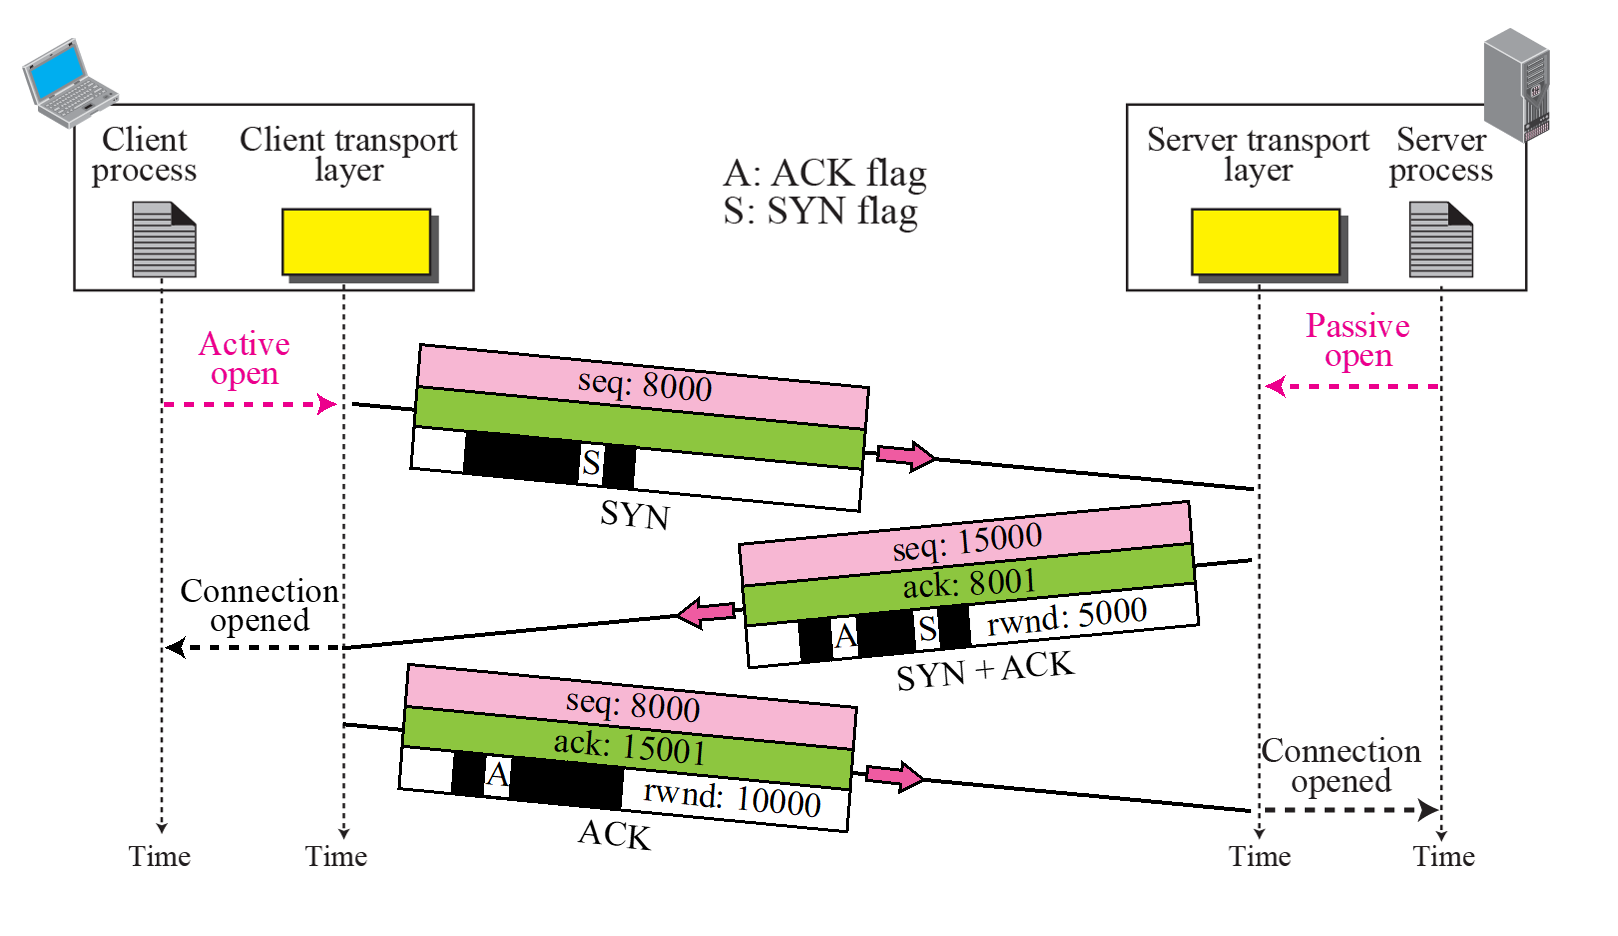 Client
process
Client transport
layer
A: ACK flag
S: SYN flag
Server transport
layer
Server
process
Active
open
Passive
open
seq: 8000
S
SYN
seq: 15000
ack: 8001
A
S
rwnd: 5000
SYN + ACK
Connection
opened
seq: 8000
ack: 15001
A
rwnd: 10000
ACK
Connection
opened
Time
Time
Time
Time